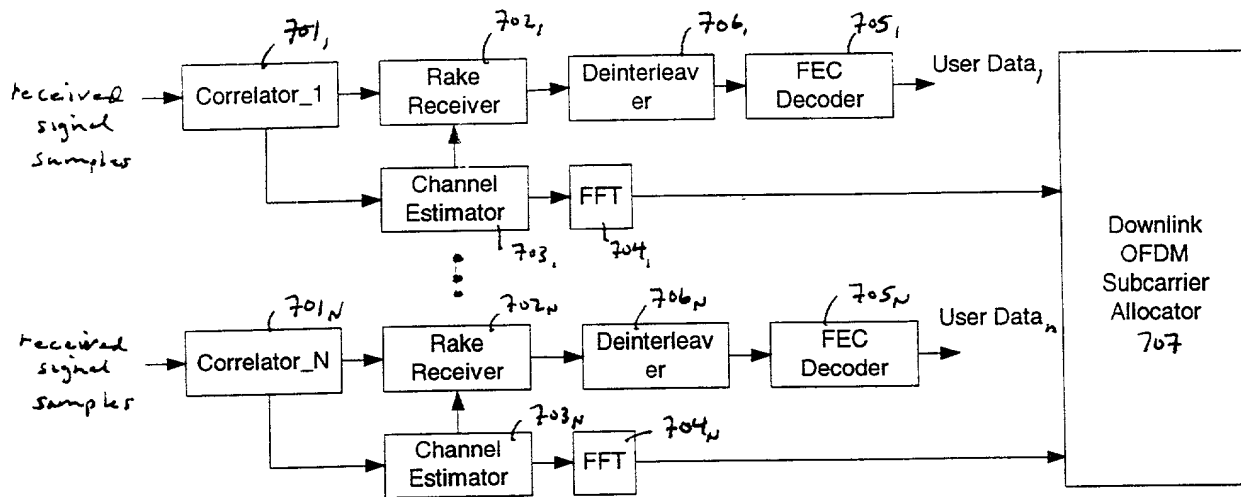 701₁
702₁
706₁
705₁
received
signal
samples
Correlator_1
Rake
Receiver
Deinterleav
er
FEC
Decoder
User Data₁
Channel
Estimator
FFT
703₁
704₁
Downlink
OFDM
Subcarrier
Allocator
707
701N
702N
706N
705N
received
signal
samples
Correlator_N
Rake
Receiver
Deinterleav
er
FEC
Decoder
User Dataₙ
703N
704N
Channel
Estimator
FFT